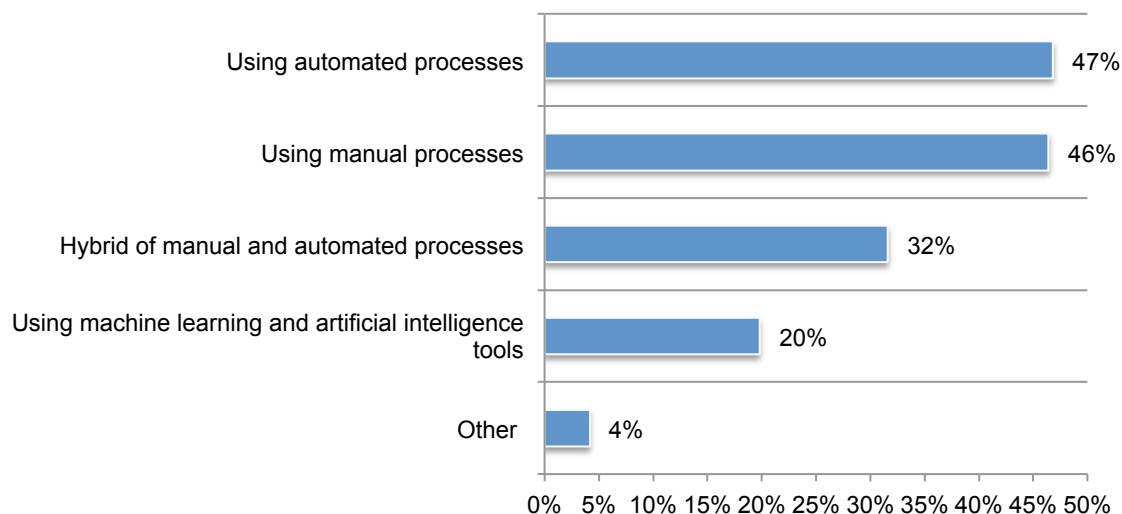 Using automated processes
47%
Using manual processes
46%
Hybrid of manual and automated processes
32%
Using machine learning and artificial intelligence
tools
20%
Other
4%
0% 5% 10% 15% 20% 25% 30% 35% 40% 45% 50%